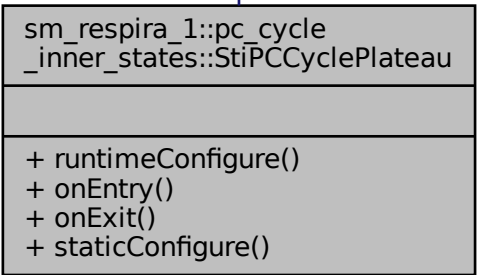 sm_respira_1::pc_cycle
_inner_states::StiPCCyclePlateau
+ runtimeConfigure()
+ onEntry()
+ onExit()
+ staticConfigure()